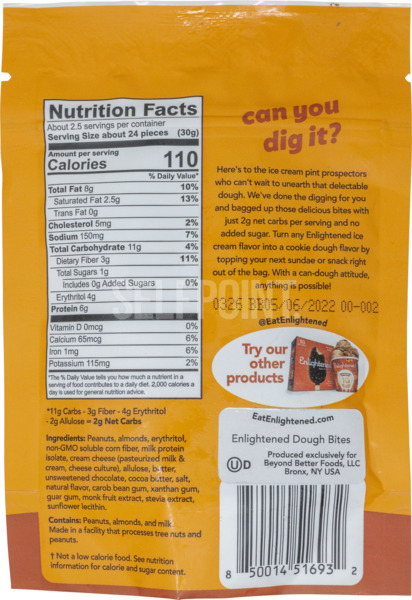 Nutrition Facts
About 2.5 servings per container
Serving Size about 24 pieces (30g)
Amount per serving
Calories 110
% Daily Value*
Total Fat 8g 10%
Saturated Fat 2.5g 13%
Trans Fat 0g
Cholesterol 5mg 2%
Sodium 150mg 7%
Total Carbohydrate 11g 4%
Dietary Fiber 3g 11%
Total Sugars 1g
Includes 0g Added Sugars 0%
Erythritol 4g
Protein 6g
Vitamin D 0mcg 0%
Calcium 65mcg 6%
Iron 1mg 6%
Potassium 115mg 2%
*The % Daily Value tells you how much a nutrient in a
serving of food contributes to a daily diet. 2,000 calories a
day is used for general nutrition advice.
*11g Carbs - 3g Fiber - 4g Erythritol
- 2g Allulose = 2g Net Carbs
Ingredients: Peanuts, almonds, erythritol,
non-GMO soluble corn fiber, milk protein
isolate, cream cheese (pasteurized milk &
cream, cheese culture), allulose, butter,
unsweetened chocolate, cocoa butter, salt,
natural flavor, carob bean gum, xanthan gum,
guar gum, monk fruit extract, stevia extract,
sunflower lecithin.
Contains: Peanuts, almonds, and milk.
Made in a facility that processes tree nuts and
peanuts.
† Not a low calorie food. See nutrition
information for calorie and sugar content.
can you
dig it?
Here's to the ice cream pint prospectors
who can't wait to unearth that delectable
dough. We've done the digging for you
and bagged up those delicious bites with
just 2g net carbs per serving and no
added sugar. Turn any Enlightened ice
cream flavor into a cookie dough flavor by
topping your next sundae or snack right
out of the bag. With a can-dough attitude,
anything is possible!
0326 BB05/06/2022 00-002
@EatEnlightened
Try our
other
products
Enlightened
EatEnlightened.com
Enlightened Dough Bites
U D
Produced exclusively for
Beyond Better Foods, LLC
Bronx, NY USA
8 50014 51693 2